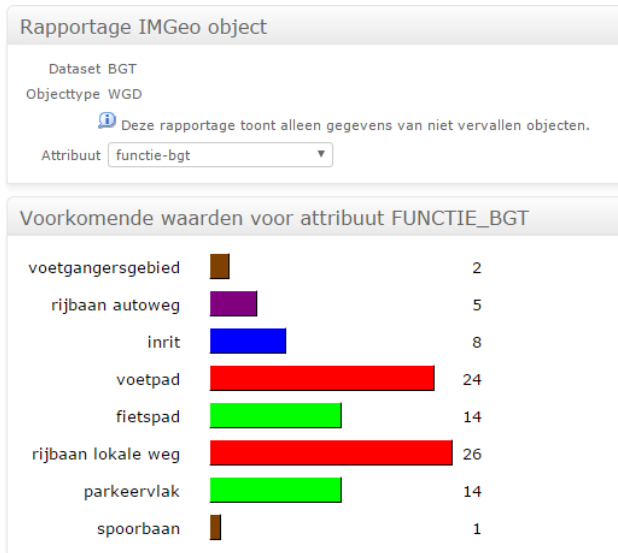 Rapportage IMGeo object
Dataset BGT
Objecttype WGD
Deze rapportage toont alleen gegevens van niet vervallen objecten.
Attribuut functie-bgt
Voorkomende waarden voor attribuut FUNCTIE_BGT
voetgangersgebied 2
rijbaan autoweg 5
inrit 8
voetpad 24
fietspad 14
rijbaan lokale weg 26
parkeervlak 14
spoorbaan 1